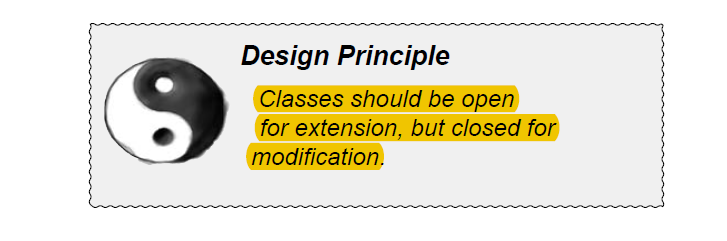 Design Principle
Classes should be open
for extension, but closed for
modification.